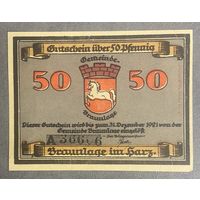 Gutschein über 50 Pfennig
Gemeinde
50 50
Braunlage
Dieser Gutschein wird bis zum 31. Dezember 1921 von der
Gemeinde Braunlage eingelöst
Braunlage im Harz.